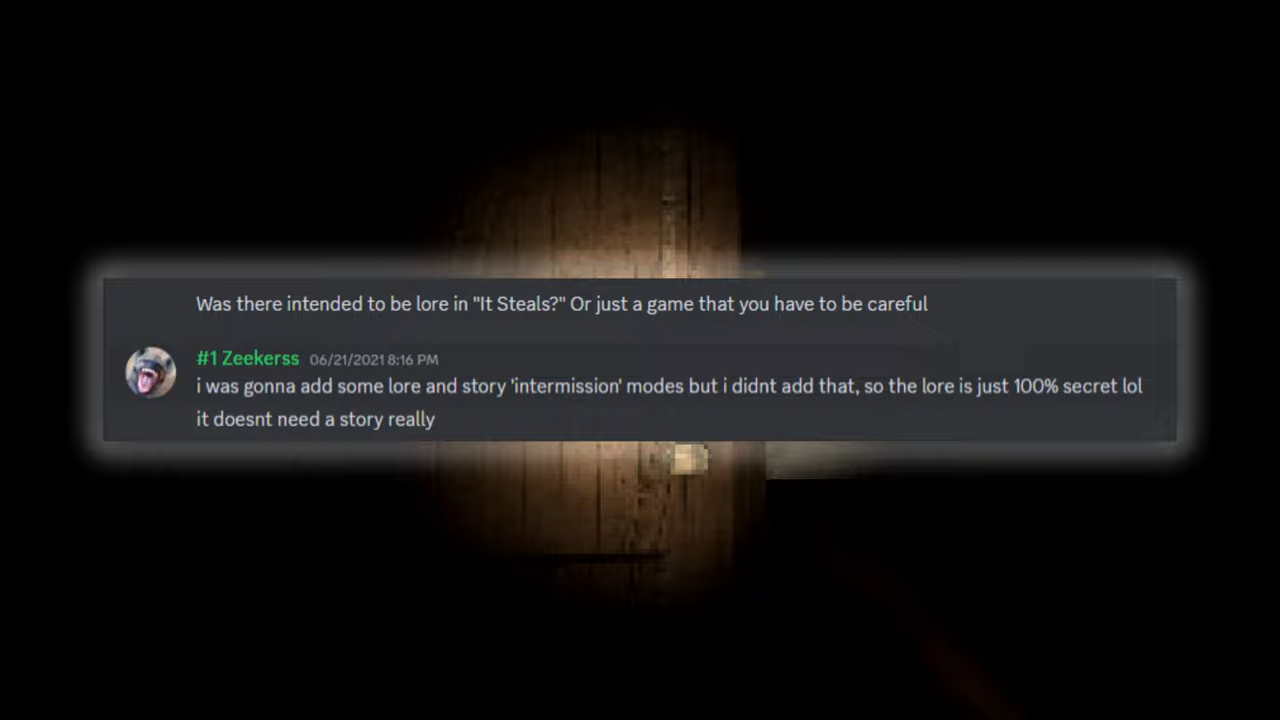 Was there intended to be lore in "It Steals?" Or just a game that you have to be careful
#1 Zeekerss 06/21/2021 8:16 PM
i was gonna add some lore and story 'intermission' modes but i didnt add that, so the lore is just 100% secret lol
it doesnt need a story really